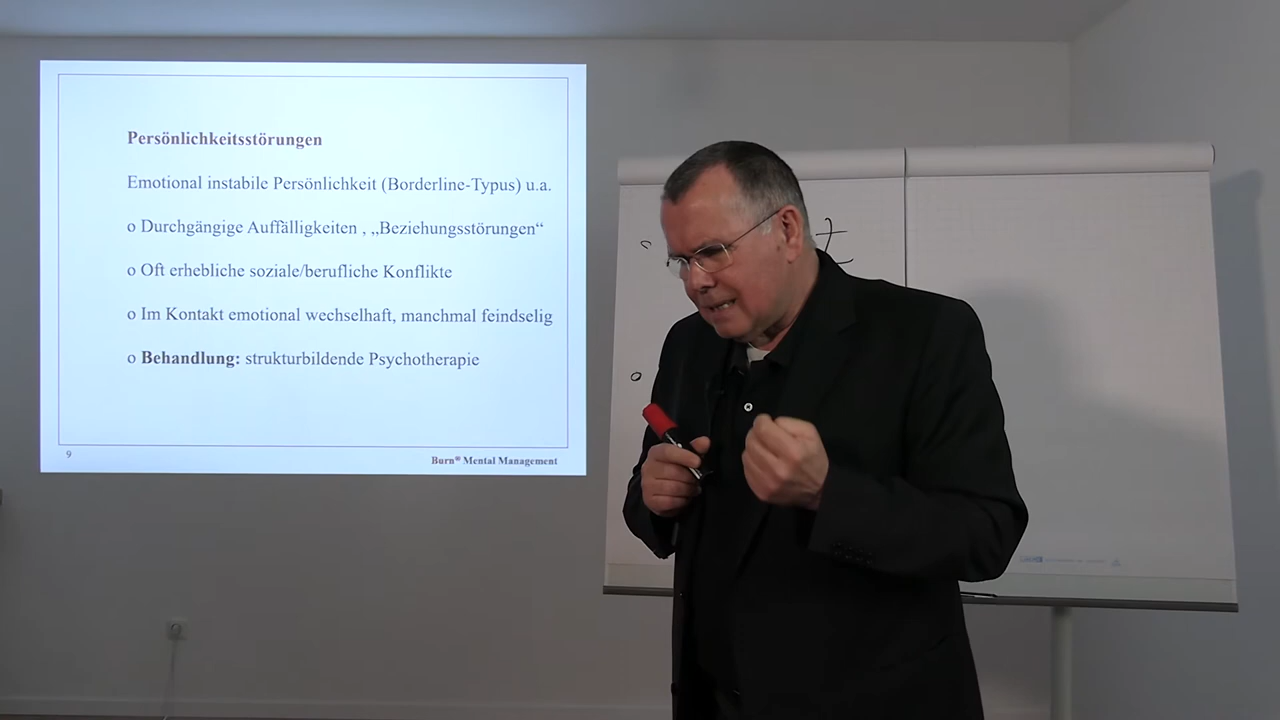 Persönlichkeitsstörungen
Emotional instabile Persönlichkeit (Borderline-Typus) u.a.
o Durchgängige Auffälligkeiten , „Beziehungsstörungen“
o Oft erhebliche soziale/berufliche Konflikte
o Im Kontakt emotional wechselhaft, manchmal feindselig
o Behandlung: strukturbildende Psychotherapie
9
Burn® Mental Management